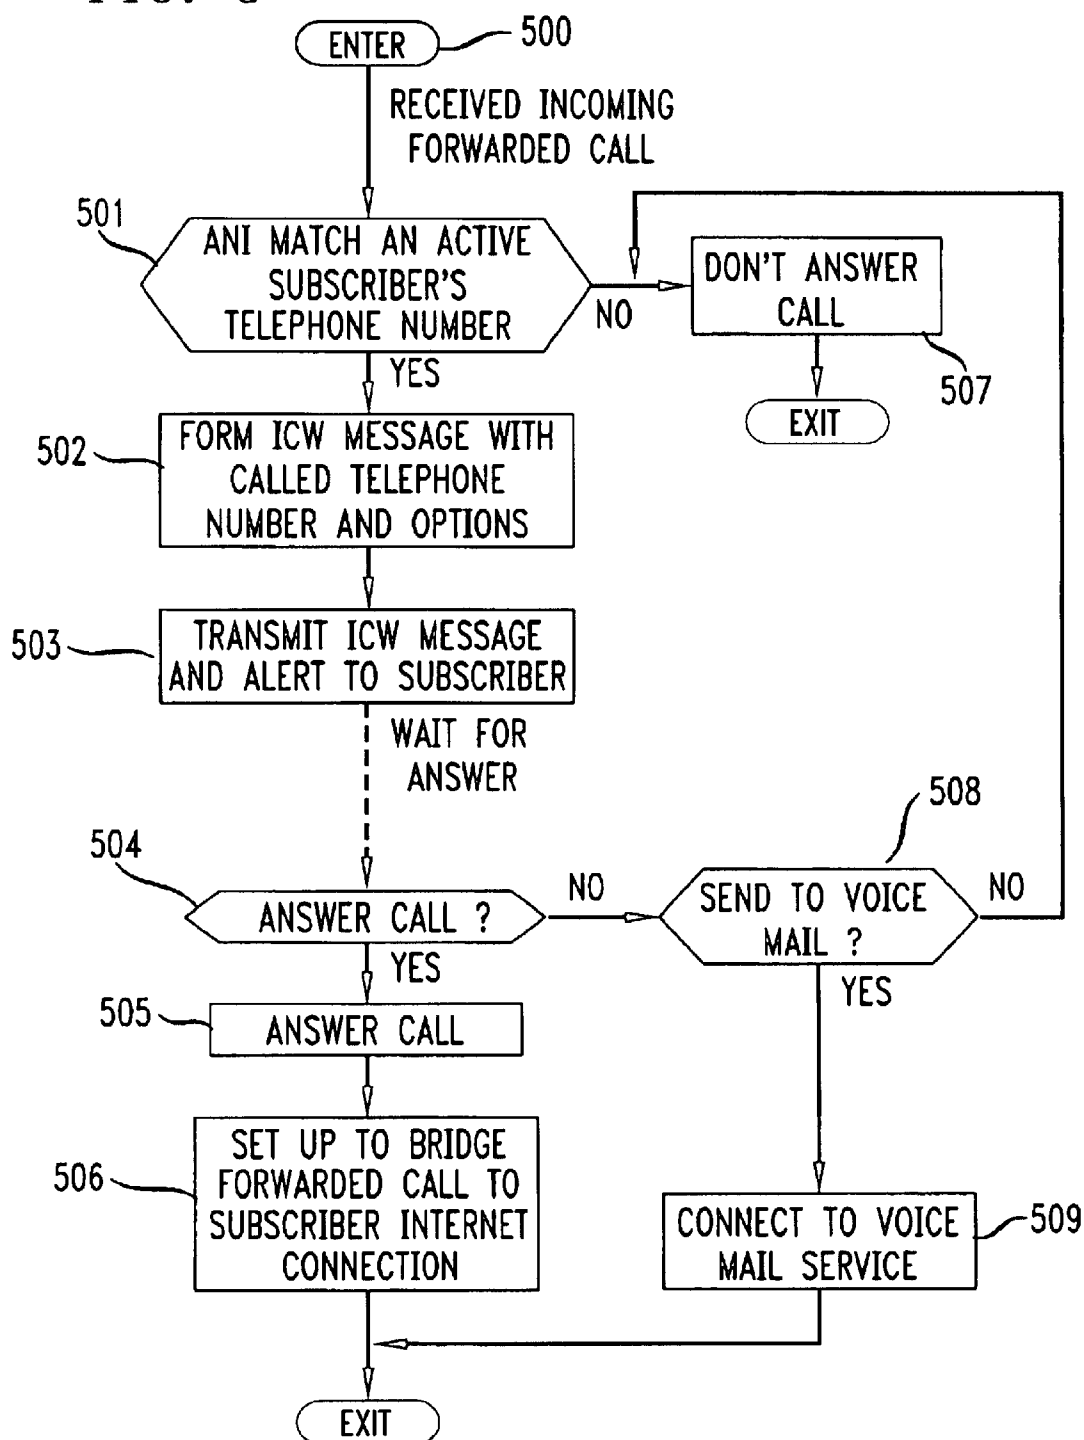 ENTER
500
RECEIVED INCOMING
FORWARDED CALL
501
ANI MATCH AN ACTIVE
SUBSCRIBER'S
TELEPHONE NUMBER
NO
DON'T ANSWER
CALL
507
EXIT
YES
502
FORM ICW MESSAGE WITH
CALLED TELEPHONE
NUMBER AND OPTIONS
503
TRANSMIT ICW MESSAGE
AND ALERT TO SUBSCRIBER
WAIT FOR
ANSWER
504
ANSWER CALL ?
NO
508
SEND TO VOICE
MAIL ?
NO
YES
YES
505
ANSWER CALL
506
SET UP TO BRIDGE
FORWARDED CALL TO
SUBSCRIBER INTERNET
CONNECTION
CONNECT TO VOICE
MAIL SERVICE
509
EXIT